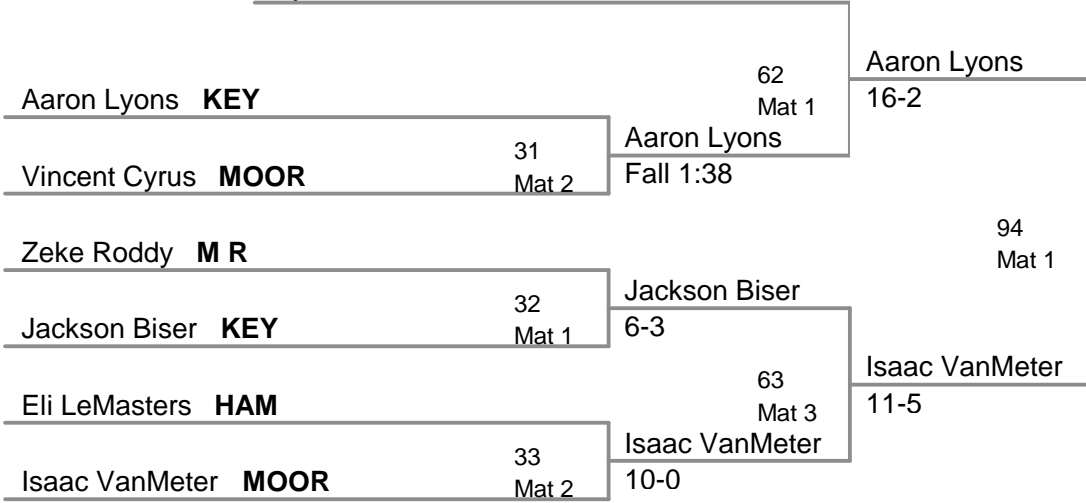 62
Mat 1
Aaron Lyons
16-2
Aaron Lyons KEY
31
Mat 2
Aaron Lyons
Fall 1:38
Vincent Cyrus MOOR
94
Mat 1
Zeke Roddy M R
32
Mat 1
Jackson Biser
6-3
Jackson Biser KEY
63
Mat 3
Isaac VanMeter
11-5
Eli LeMasters HAM
33
Mat 2
Isaac VanMeter
10-0
Isaac VanMeter MOOR